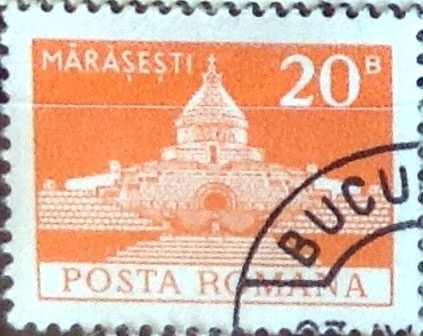 MĂRĂȘEȘTI
20 B
POSTA ROMANA
BUCU